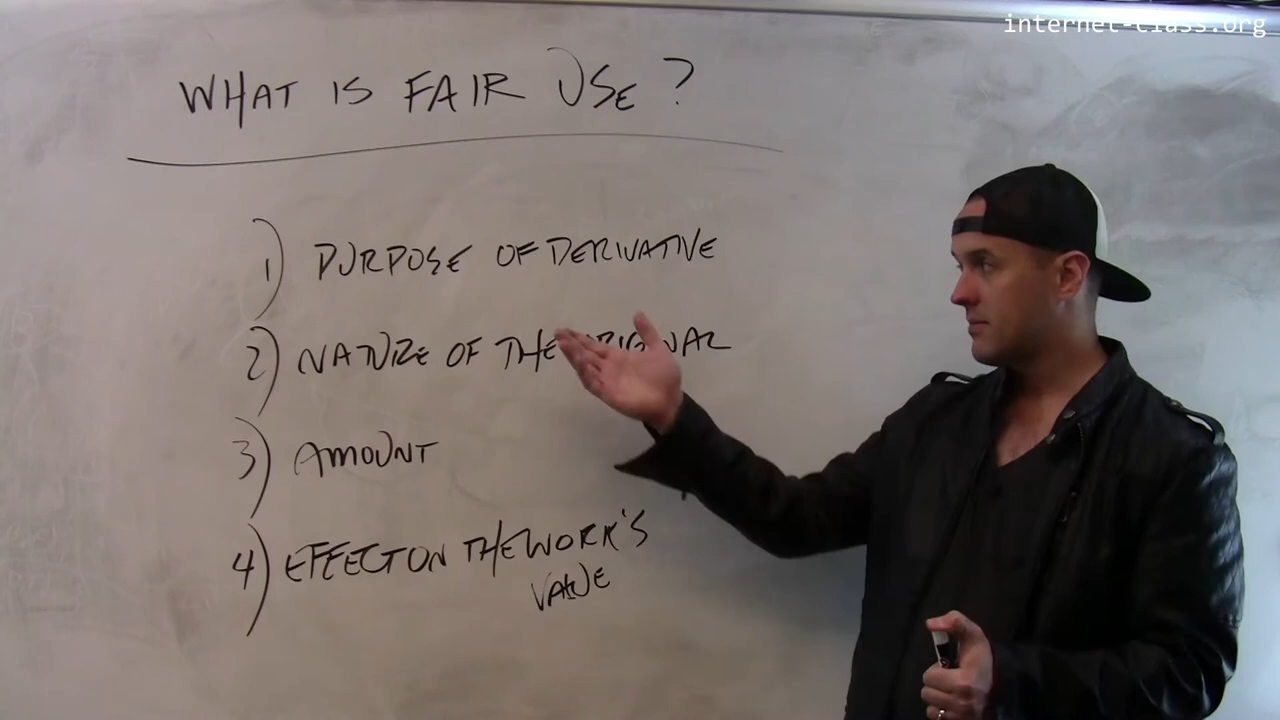 internet-class.org
WHAT IS FAIR USE?
1) PURPOSE OF DERIVATIVE
2) NATURE OF THE ORIGINAL
3) AMOUNT
4) EFFECT ON THE WORK'S
VALUE